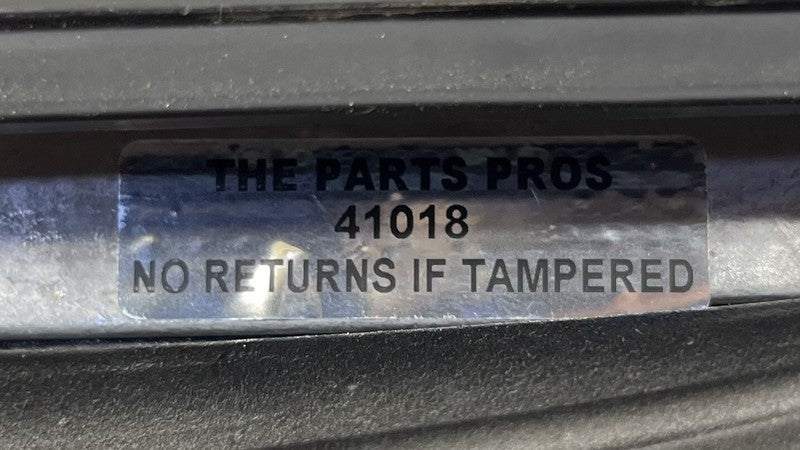 THE PARTS PROS
41018
NO RETURNS IF TAMPERED